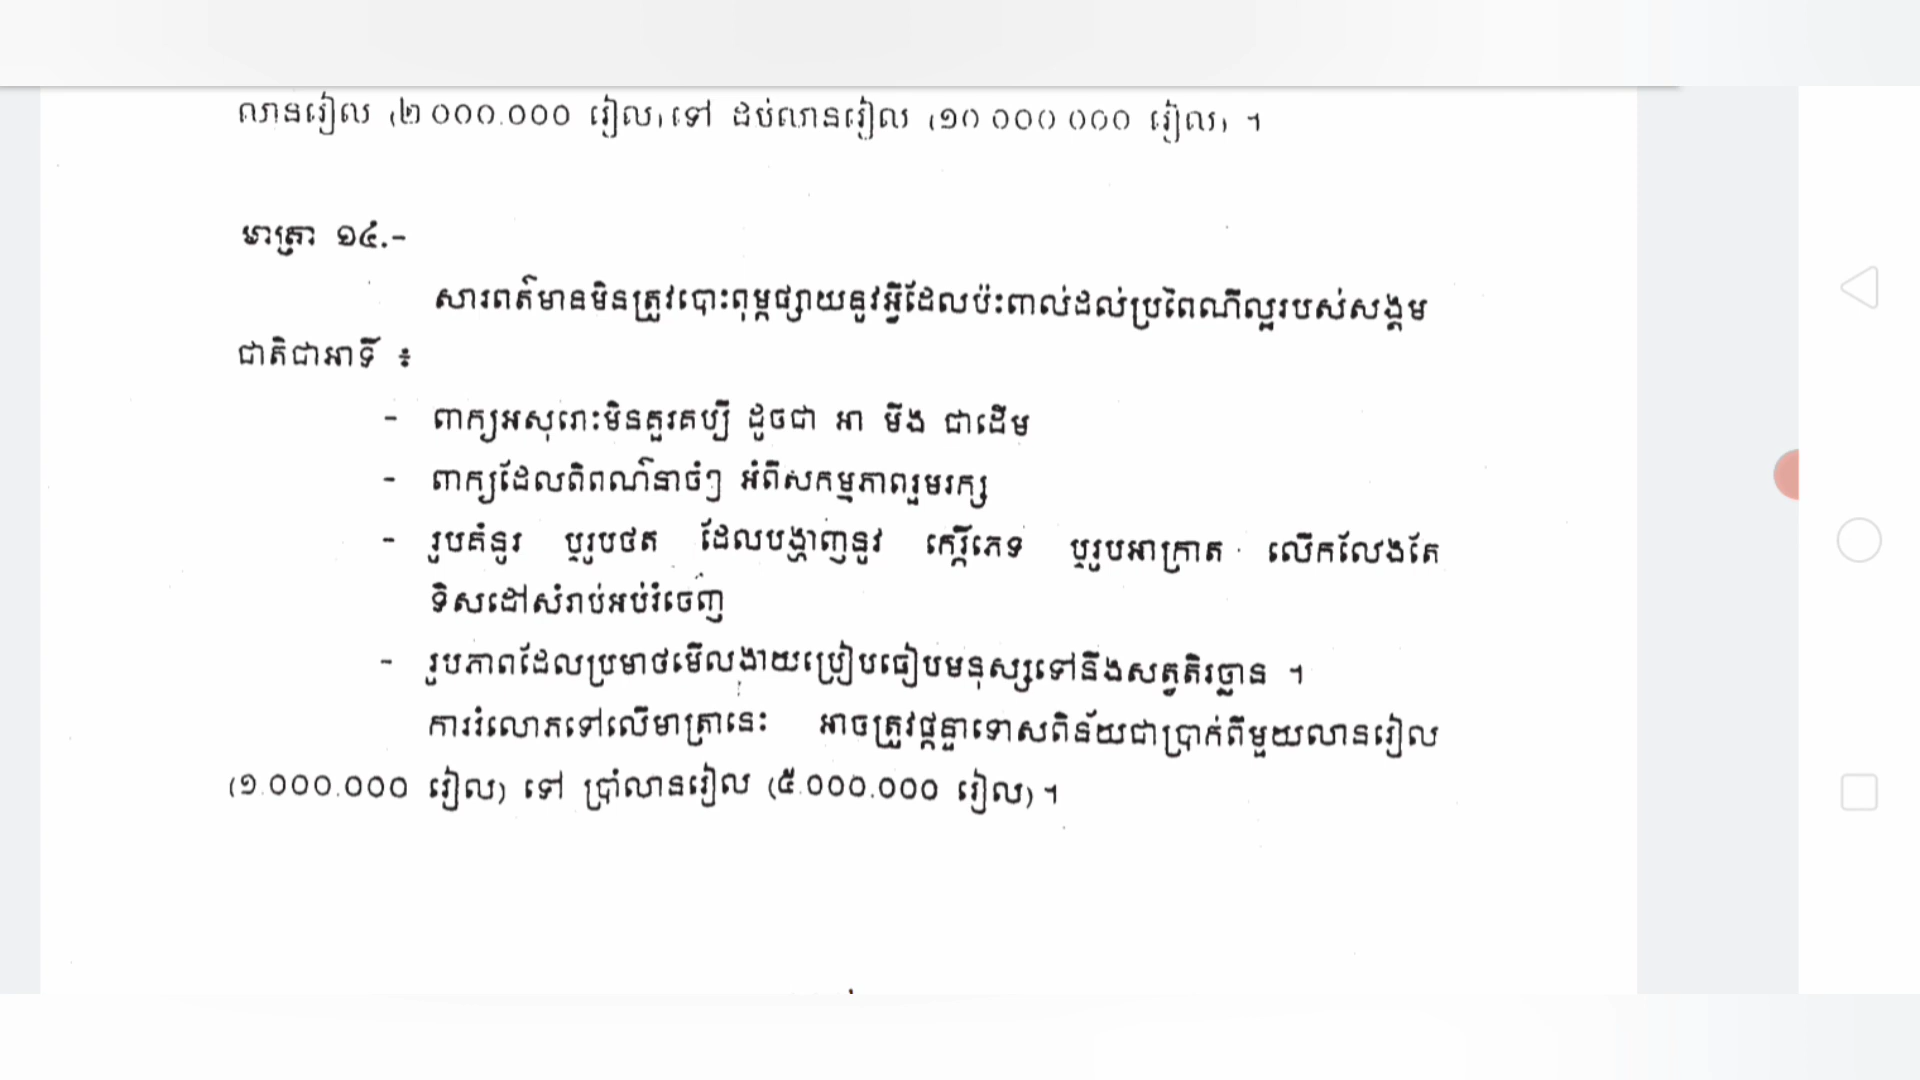 លានរៀល (២ ០០០.០០០ រៀល) ទៅ ដប់លានរៀល (១០ ០០០ ០០០ រៀល) ។
មាត្រា ១៤.-
សារពត៌មានមិនត្រូវបោះពុម្ពផ្សាយនូវអ្វីដែលប៉ះពាល់ដល់ប្រពៃណីល្អរបស់សង្គម
ជាតិជាអាទិ៍ ៖
- ពាក្យអសុរោះមិនគួរគប្បី ដូចជា អា មីង ជាដើម
- ពាក្យដែលពិពណ៌នាចំៗ អំពីសកម្មភាពរួមរក្ស
- រូបគំនូរ ឬរូបថត ដែលបង្ហាញនូវ កេរ្តិ៍ភេទ ឬរូបអាក្រាត លើកលែងតែ
ទិសដៅសំរាប់អប់រំចេញ
- រូបភាពដែលប្រមាថមើលងាយប្រៀបធៀបមនុស្សទៅនឹងសត្វតិរច្ឆាន ។
ការរំលោភទៅលើមាត្រានេះ អាចត្រូវផ្តន្ទាទោសពិន័យជាប្រាក់ពីមួយលានរៀល
(១.០០០.០០០ រៀល) ទៅ ប្រាំលានរៀល (៥.០០០.០០០ រៀល) ។